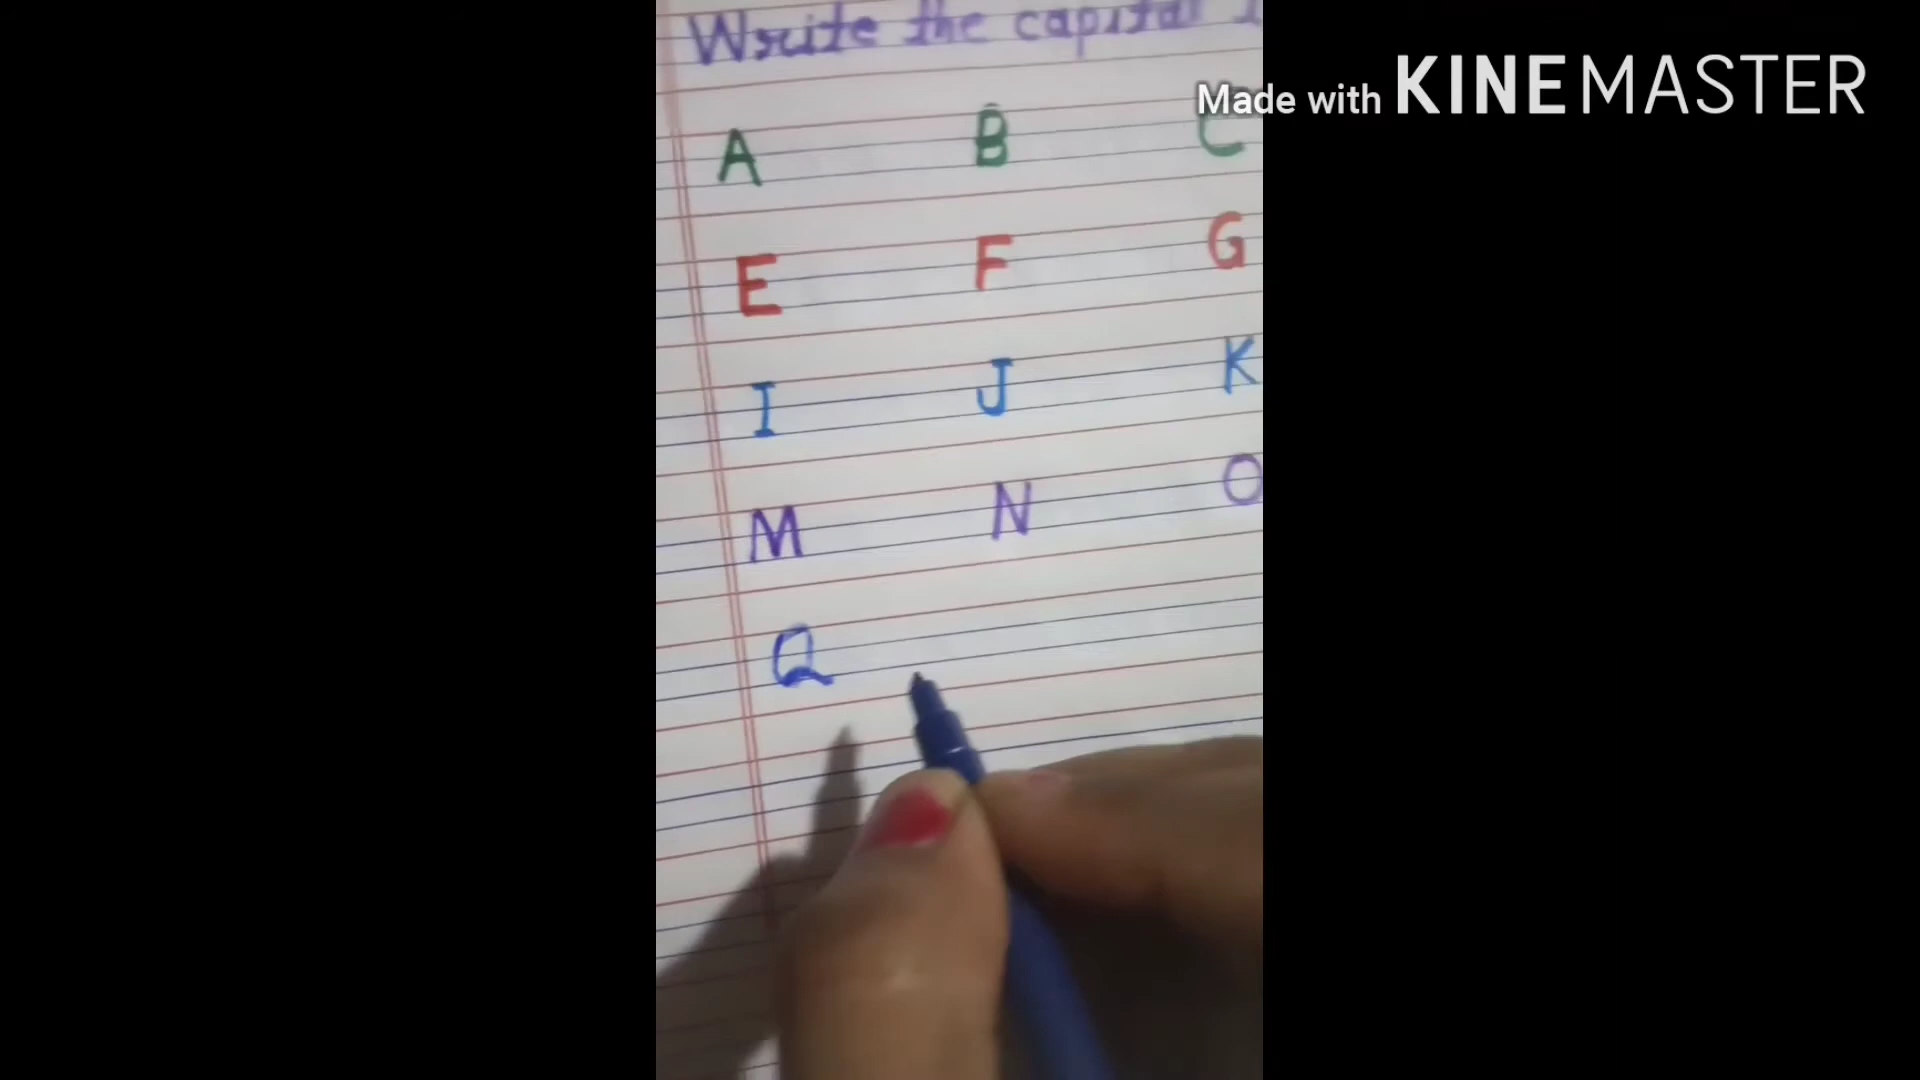 Write the capital
Made with KINEMASTER
A B C
E F G
I J K
M N O
Q